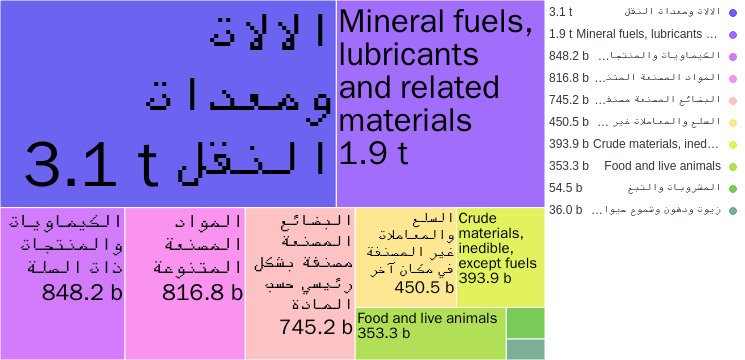 الالات
ومعدات
النقل 3.1 t
Mineral fuels,
lubricants
and related
materials
1.9 t
الكيماويات
والمنتجات
ذات الصلة
848.2 b
المواد
المصنعة
المتنوعة
816.8 b
البضائع
المصنعة
مصنفة بشكل
رئيسي حسب
المادة
745.2 b
السلع
والمعاملات
غير المصنفة
في مكان آخر
450.5 b
Crude
materials,
inedible,
except fuels
393.9 b
Food and live animals
353.3 b
3.1 t الالات ومعدات النقل
1.9 t Mineral fuels, lubricants ...
848.2 b الكيماويات والمنتجا...
816.8 b المواد المصنعة المتن...
745.2 b البضائع المصنعة مصنف...
450.5 b السلع والمعاملات غير ...
393.9 b Crude materials, ined...
353.3 b Food and live animals
54.5 b المشروبات والتبغ
36.0 b زيوت ودهون وشموع حيوا...